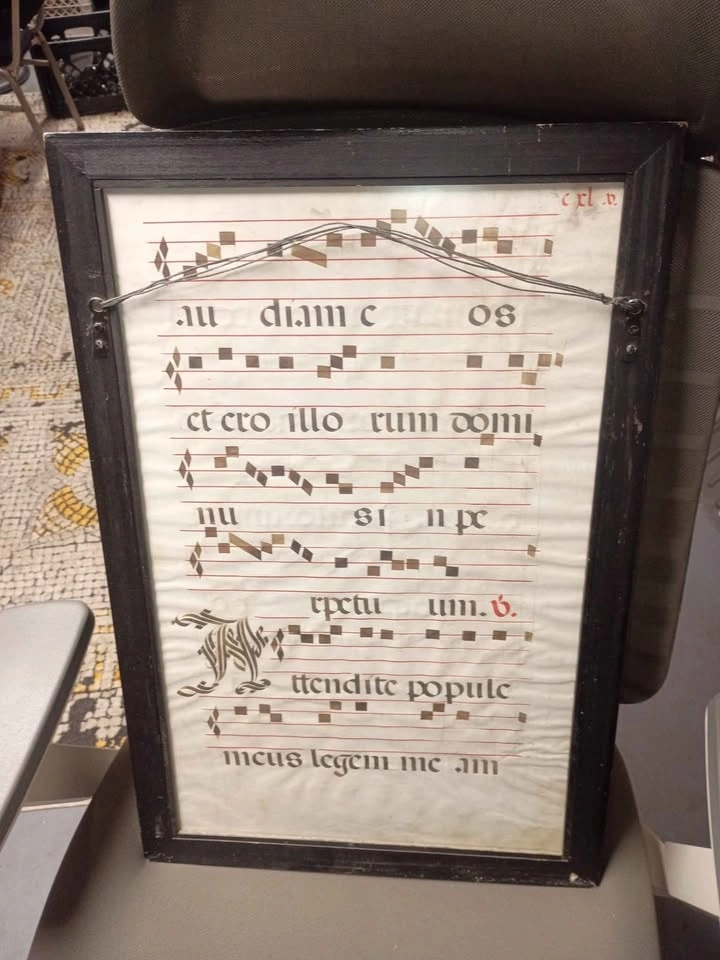 cxl.v.
au diam e os
et ero illo rum domi
nu si n pe
rpetu um. v.
Attendite popule
meus legem me am